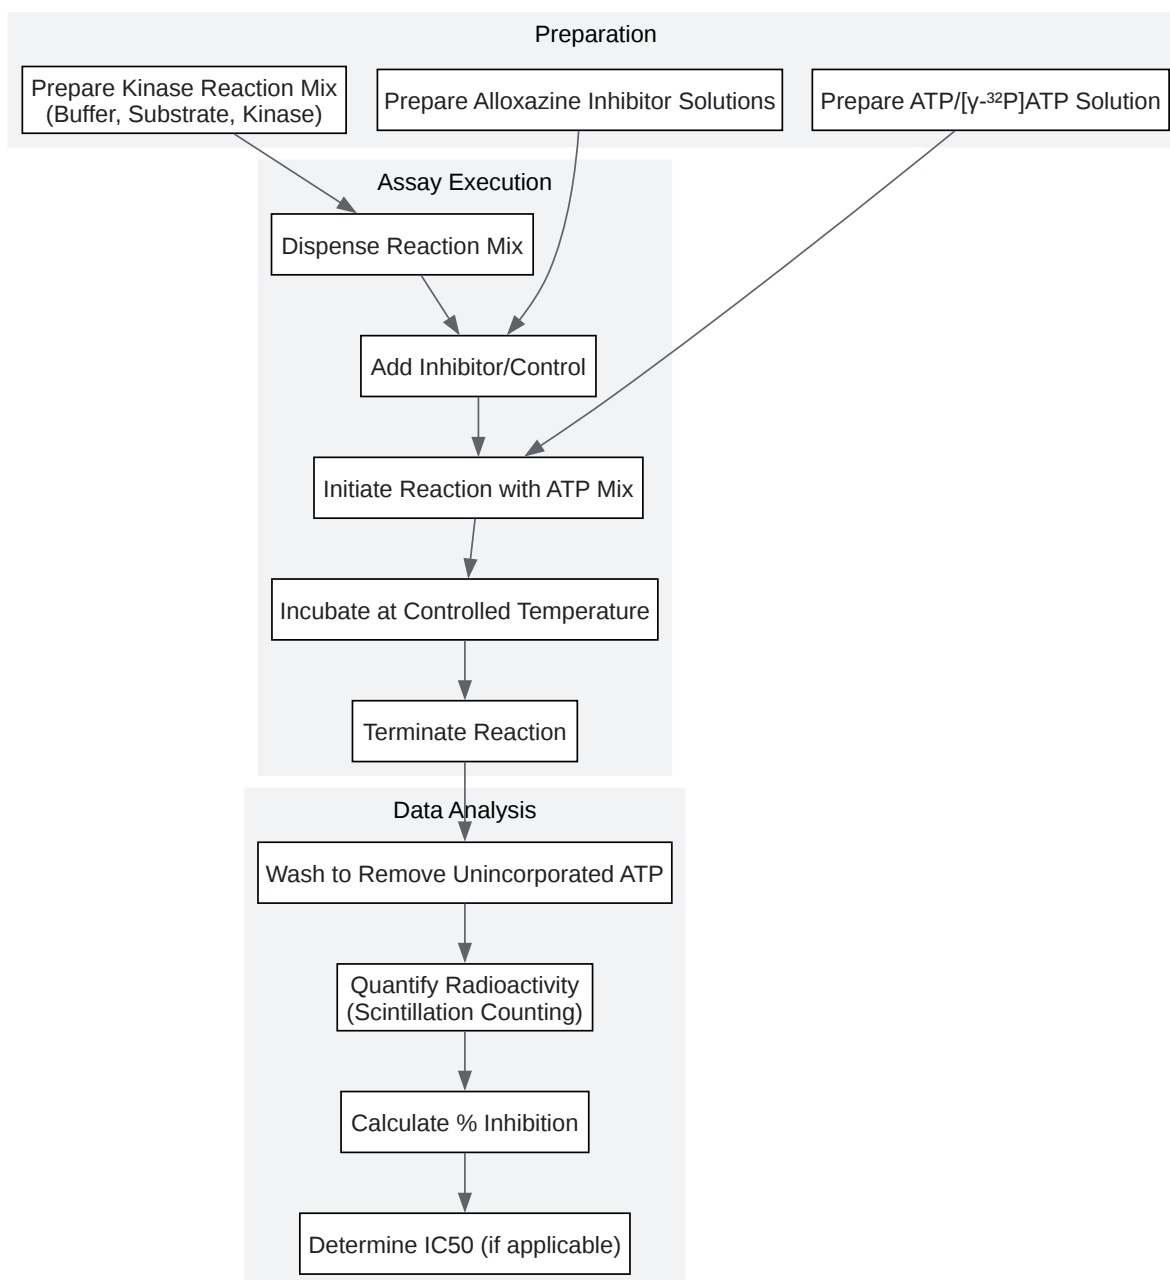 Preparation
Prepare Kinase Reaction Mix
(Buffer, Substrate, Kinase)
Prepare Alloxazine Inhibitor Solutions
Prepare ATP/[γ-³²P]ATP Solution
Assay Execution
Dispense Reaction Mix
Add Inhibitor/Control
Initiate Reaction with ATP Mix
Incubate at Controlled Temperature
Terminate Reaction
Data Analysis
Wash to Remove Unincorporated ATP
Quantify Radioactivity
(Scintillation Counting)
Calculate % Inhibition
Determine IC50 (if applicable)